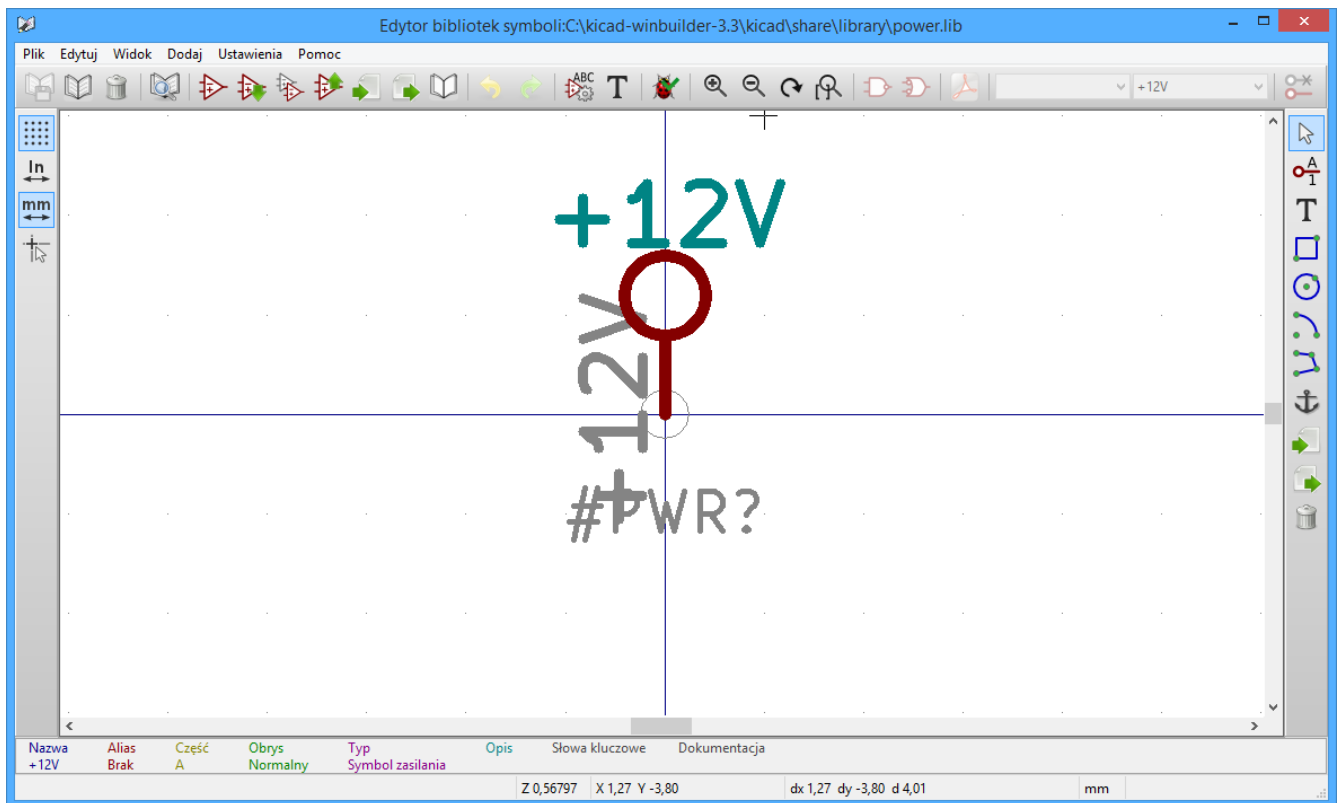 Edytor bibliotek symboli:C:\kicad-winbuilder-3.3\kicad\share\library\power.lib
Plik Edytuj Widok Dodaj Ustawienia Pomoc
ABC T +12V
In
mm
A
1
T
+12V
+12V
#PWR?
Nazwa Alias Część Obrys Typ Opis Słowa kluczowe Dokumentacja
+12V Brak A Normalny Symbol zasilania
Z 0,56797 X 1,27 Y -3,80 dx 1,27 dy -3,80 d 4,01 mm